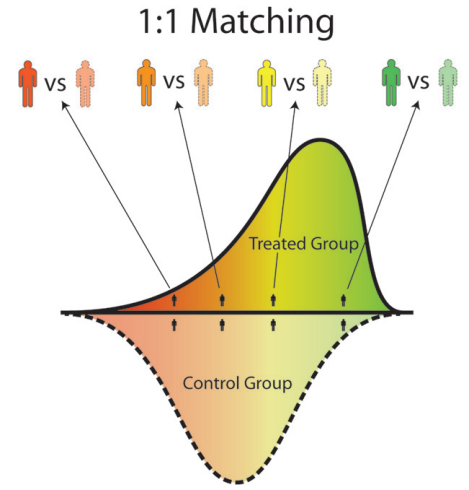 1:1 Matching
vs vs vs vs
Treated Group
Control Group